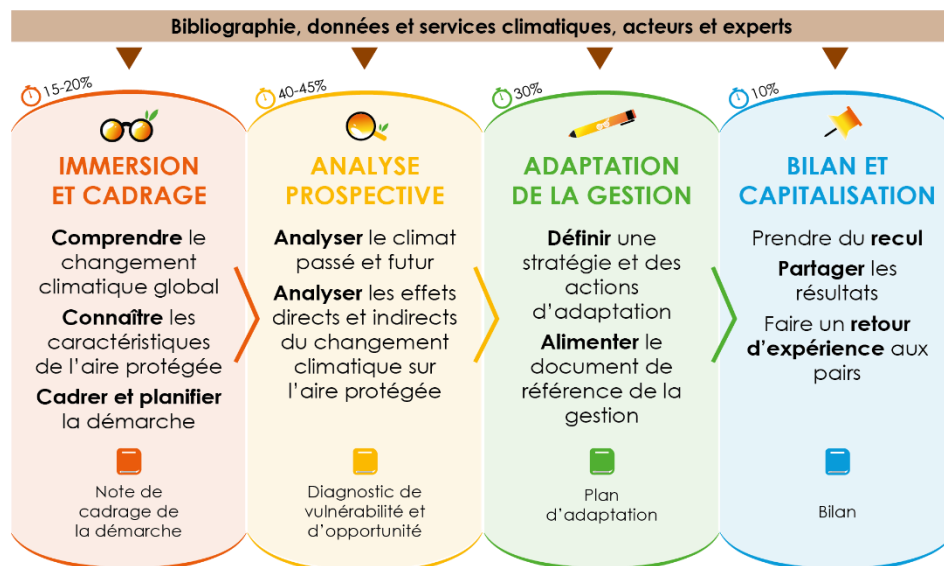 Bibliographie, données et services climatiques, acteurs et experts
15-20%
IMMERSION
ET CADRAGE
Comprendre le
changement
climatique global
Connaître les
caractéristiques
de l'aire protégée
Cadrer et planifier
la démarche
Note de
cadrage de
la démarche
40-45%
ANALYSE
PROSPECTIVE
Analyser le climat
passé et futur
Analyser les effets
directs et indirects
du changement
climatique sur
l'aire protégée
Diagnostic de
vulnérabilité et
d'opportunité
30%
ADAPTATION
DE LA GESTION
Définir une
stratégie et des
actions
d'adaptation
Alimenter le
document de
référence de la
gestion
Plan
d'adaptation
10%
BILAN ET
CAPITALISATION
Prendre du recul
Partager les
résultats
Faire un retour
d'expérience aux
pairs
Bilan